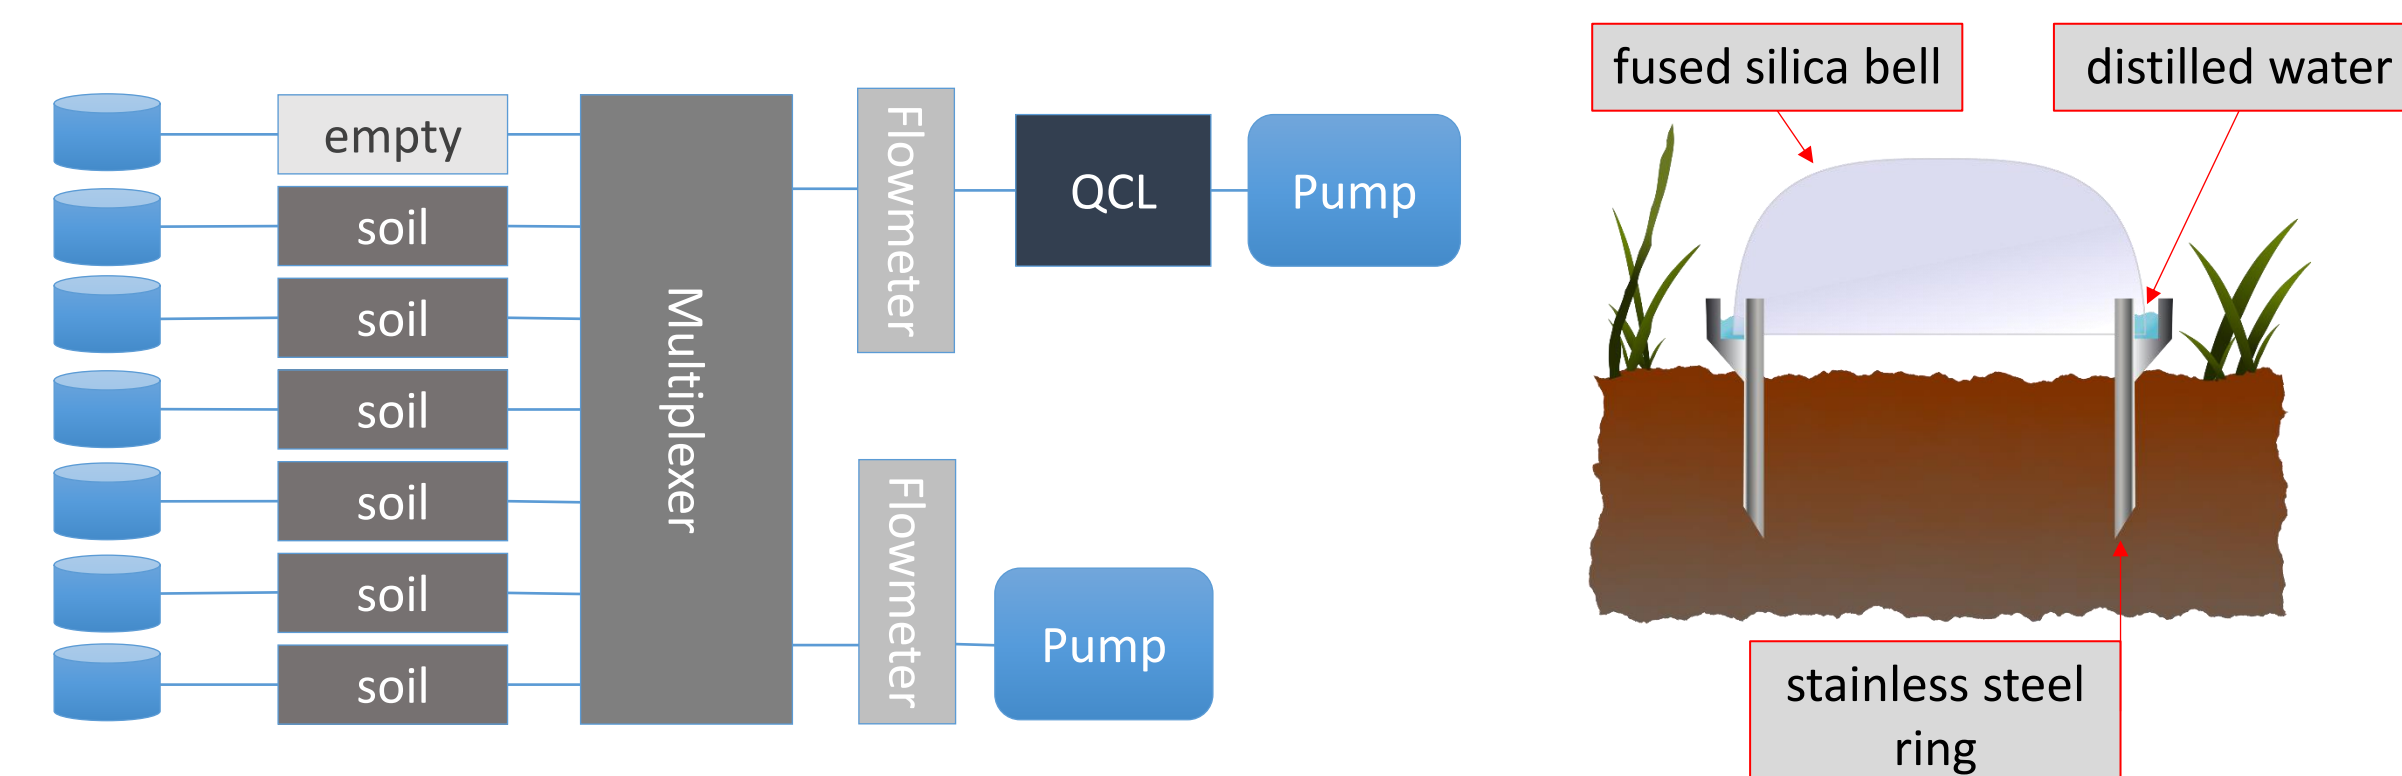 empty
soil
soil
soil
soil
soil
soil
Multiplexer
Flowmeter
QCL
Pump
Flowmeter
Pump
fused silica bell
distilled water
stainless steel
ring